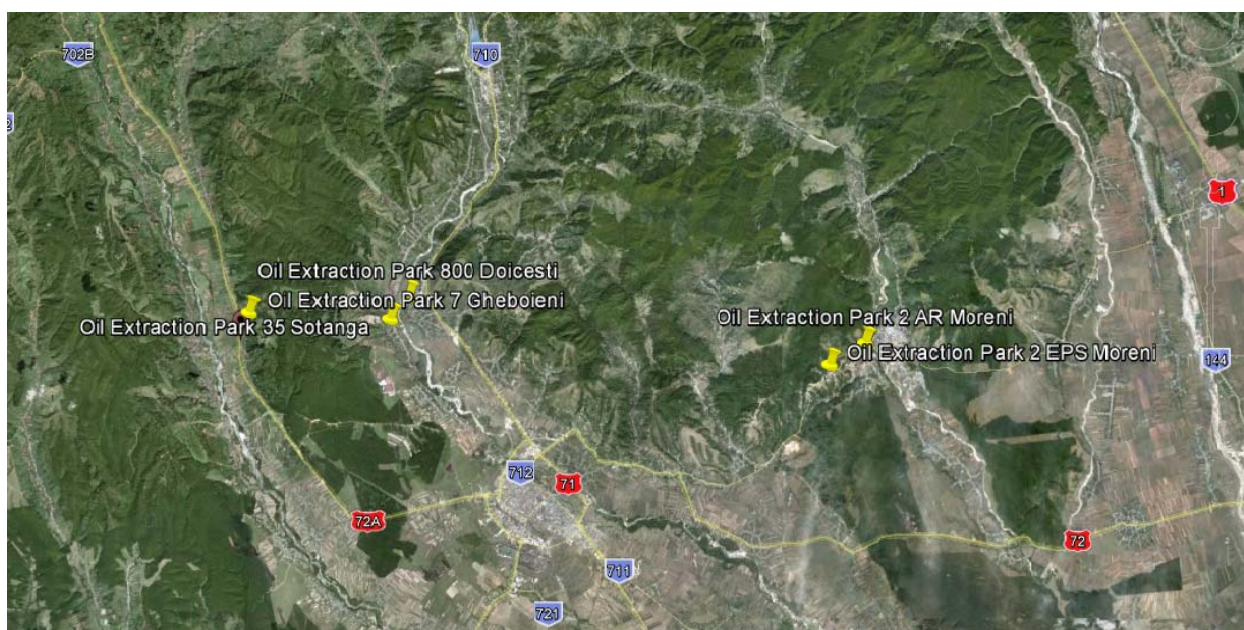 702B
710
1
Oil Extraction Park 800 Doicesti
Oil Extraction Park 7 Gheboieni
Oil Extraction Park 35 Sotanga
Oil Extraction Park 2 AR Moreni
Oil Extraction Park 2 EPS Moreni
144
712
71
72A
72
711
721